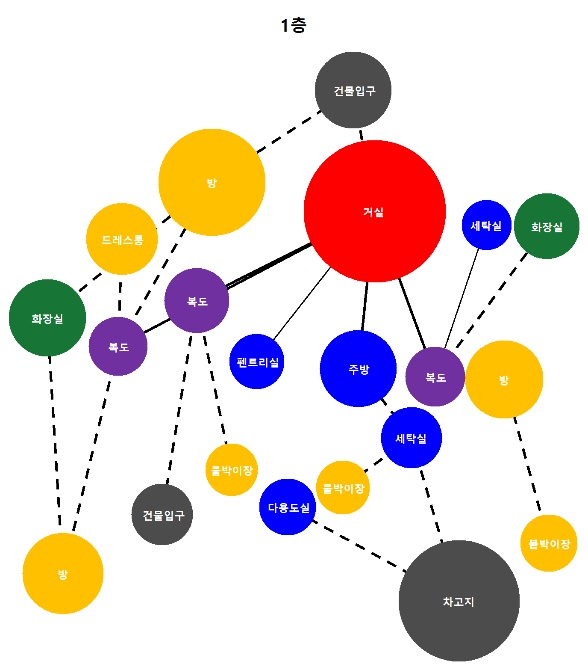 1층
건물입구
방
거실
드레스룸
세탁실
화장실
복도
화장실
복도
펜트리실
주방
복도
방
세탁실
붙박이장
붙박이장
다용도실
건물입구
붙박이장
방
차고지